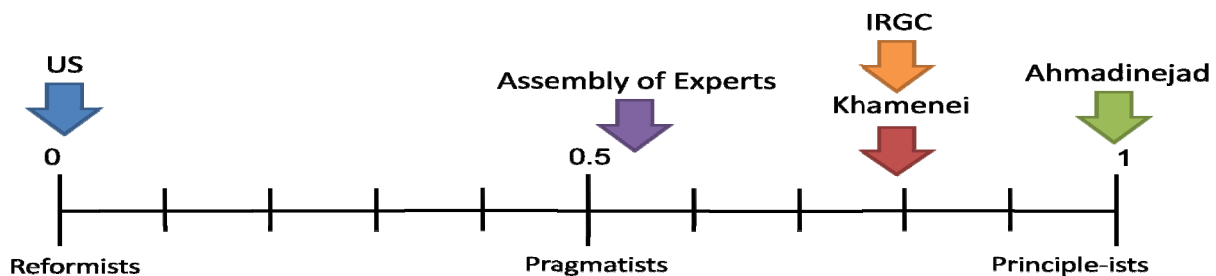 IRGC
US
Assembly of Experts
Khamenei
Ahmadinejad
0
0.5
1
Reformists
Pragmatists
Principle-ists